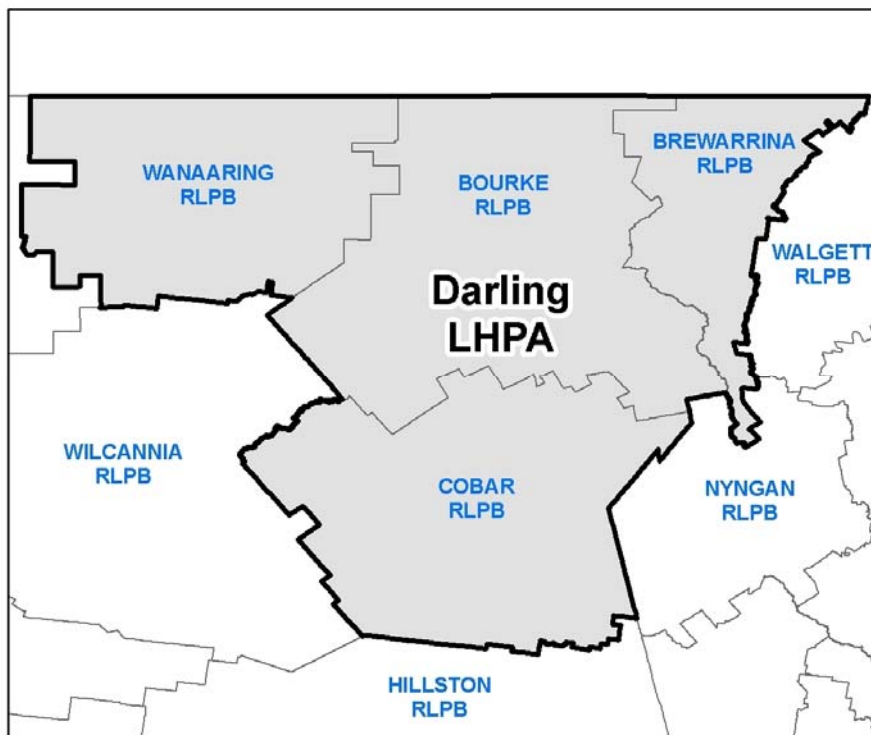 WANAARING
RLPB
BOURKE
RLPB
BREWARRINA
RLPB
WALGETT
RLPB
Darling
LHPA
WILCANNIA
RLPB
COBAR
RLPB
NYNGAN
RLPB
HILLSTON
RLPB